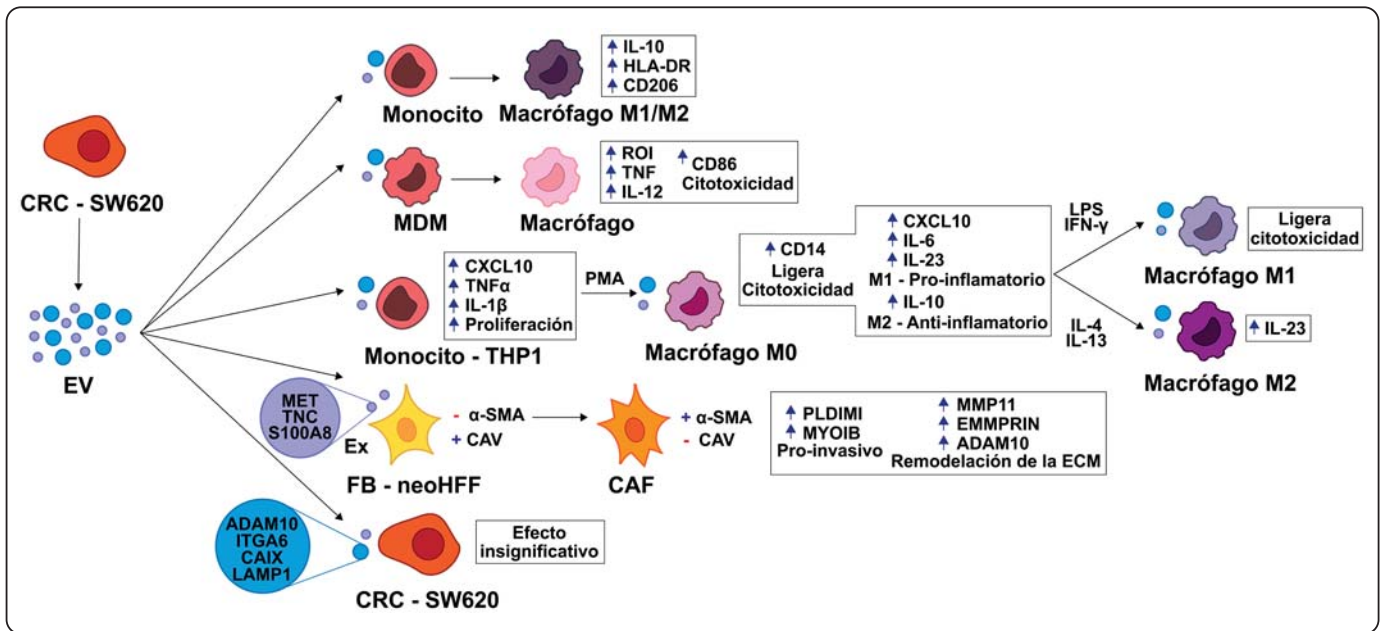 CRC - SW620
EV
Monocito
Macrófago M1/M2
IL-10
HLA-DR
CD206
MDM
Macrófago
ROI
TNF
IL-12
CD86
Citotoxicidad
Monocito - THP1
CXCL10
TNFα
IL-1β
Proliferación
PMA
Macrófago M0
CD14
Ligera
Citotoxicidad
CXCL10
IL-6
IL-23
M1 - Pro-inflamatorio
IL-10
M2 - Anti-inflamatorio
LPS
IFN-γ
Macrófago M1
Ligera
citotoxicidad
IL-4
IL-13
Macrófago M2
IL-23
MET
TNC
S100A8
Ex
- α-SMA
+ CAV
FB - neoHFF
CAF
+ α-SMA
- CAV
PLDIMI
MYOIB
Pro-invasivo
MMP11
EMMPRIN
ADAM10
Remodelación de la ECM
ADAM10
ITGA6
CAIX
LAMP1
CRC - SW620
Efecto
insignificativo